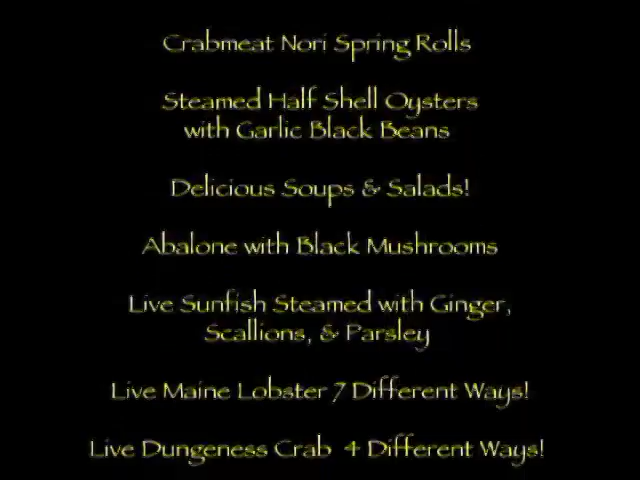 Crabmeat Nori Spring Rolls
Steamed Half Shell Oysters
with Garlic Black Beans
Delicious Soups & Salads!
Abalone with Black Mushrooms
Live Sunfish Steamed with Ginger,
Scallions, & Parsley
Live Maine Lobster 7 Different Ways!
Live Dungeness Crab 4 Different Ways!